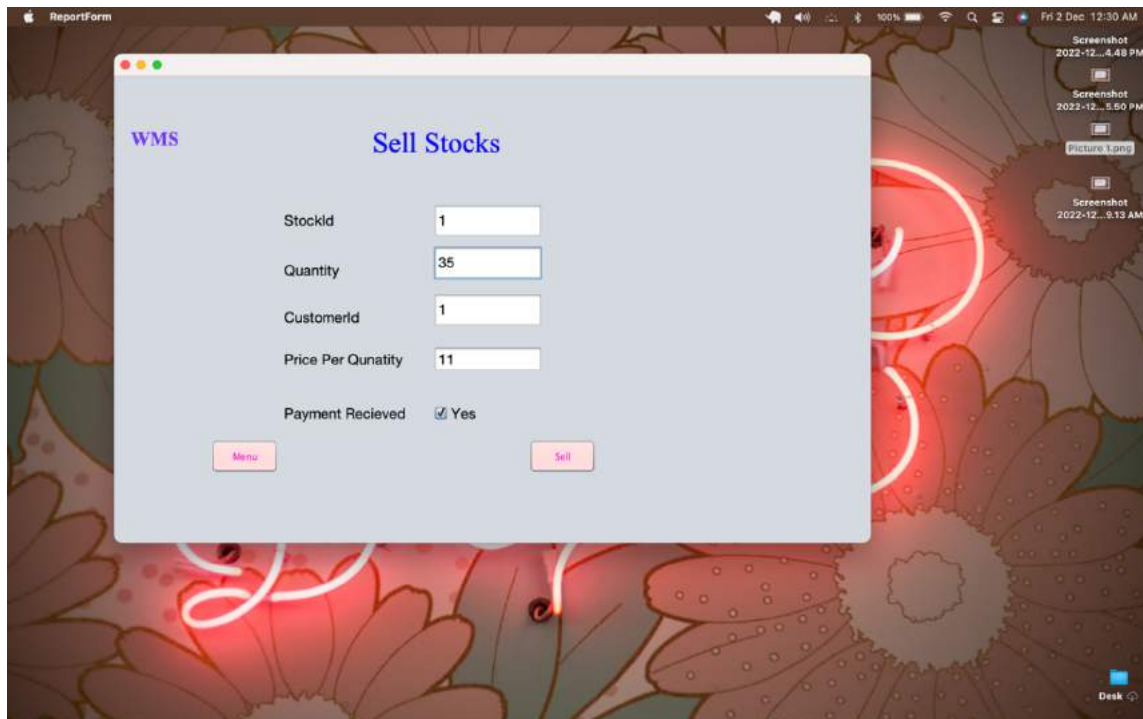 ReportForm
100%
Fri 2 Dec 12:30 AM
Screenshot
2022-12...4.48 PM
Screenshot
2022-12...5.50 PM
Picture 1.png
Screenshot
2022-12...9.13 AM
WMS
Sell Stocks
StockId 1
Quantity 35
CustomerId 1
Price Per Qunatity 11
Payment Recieved Yes
Menu Sell
Desk